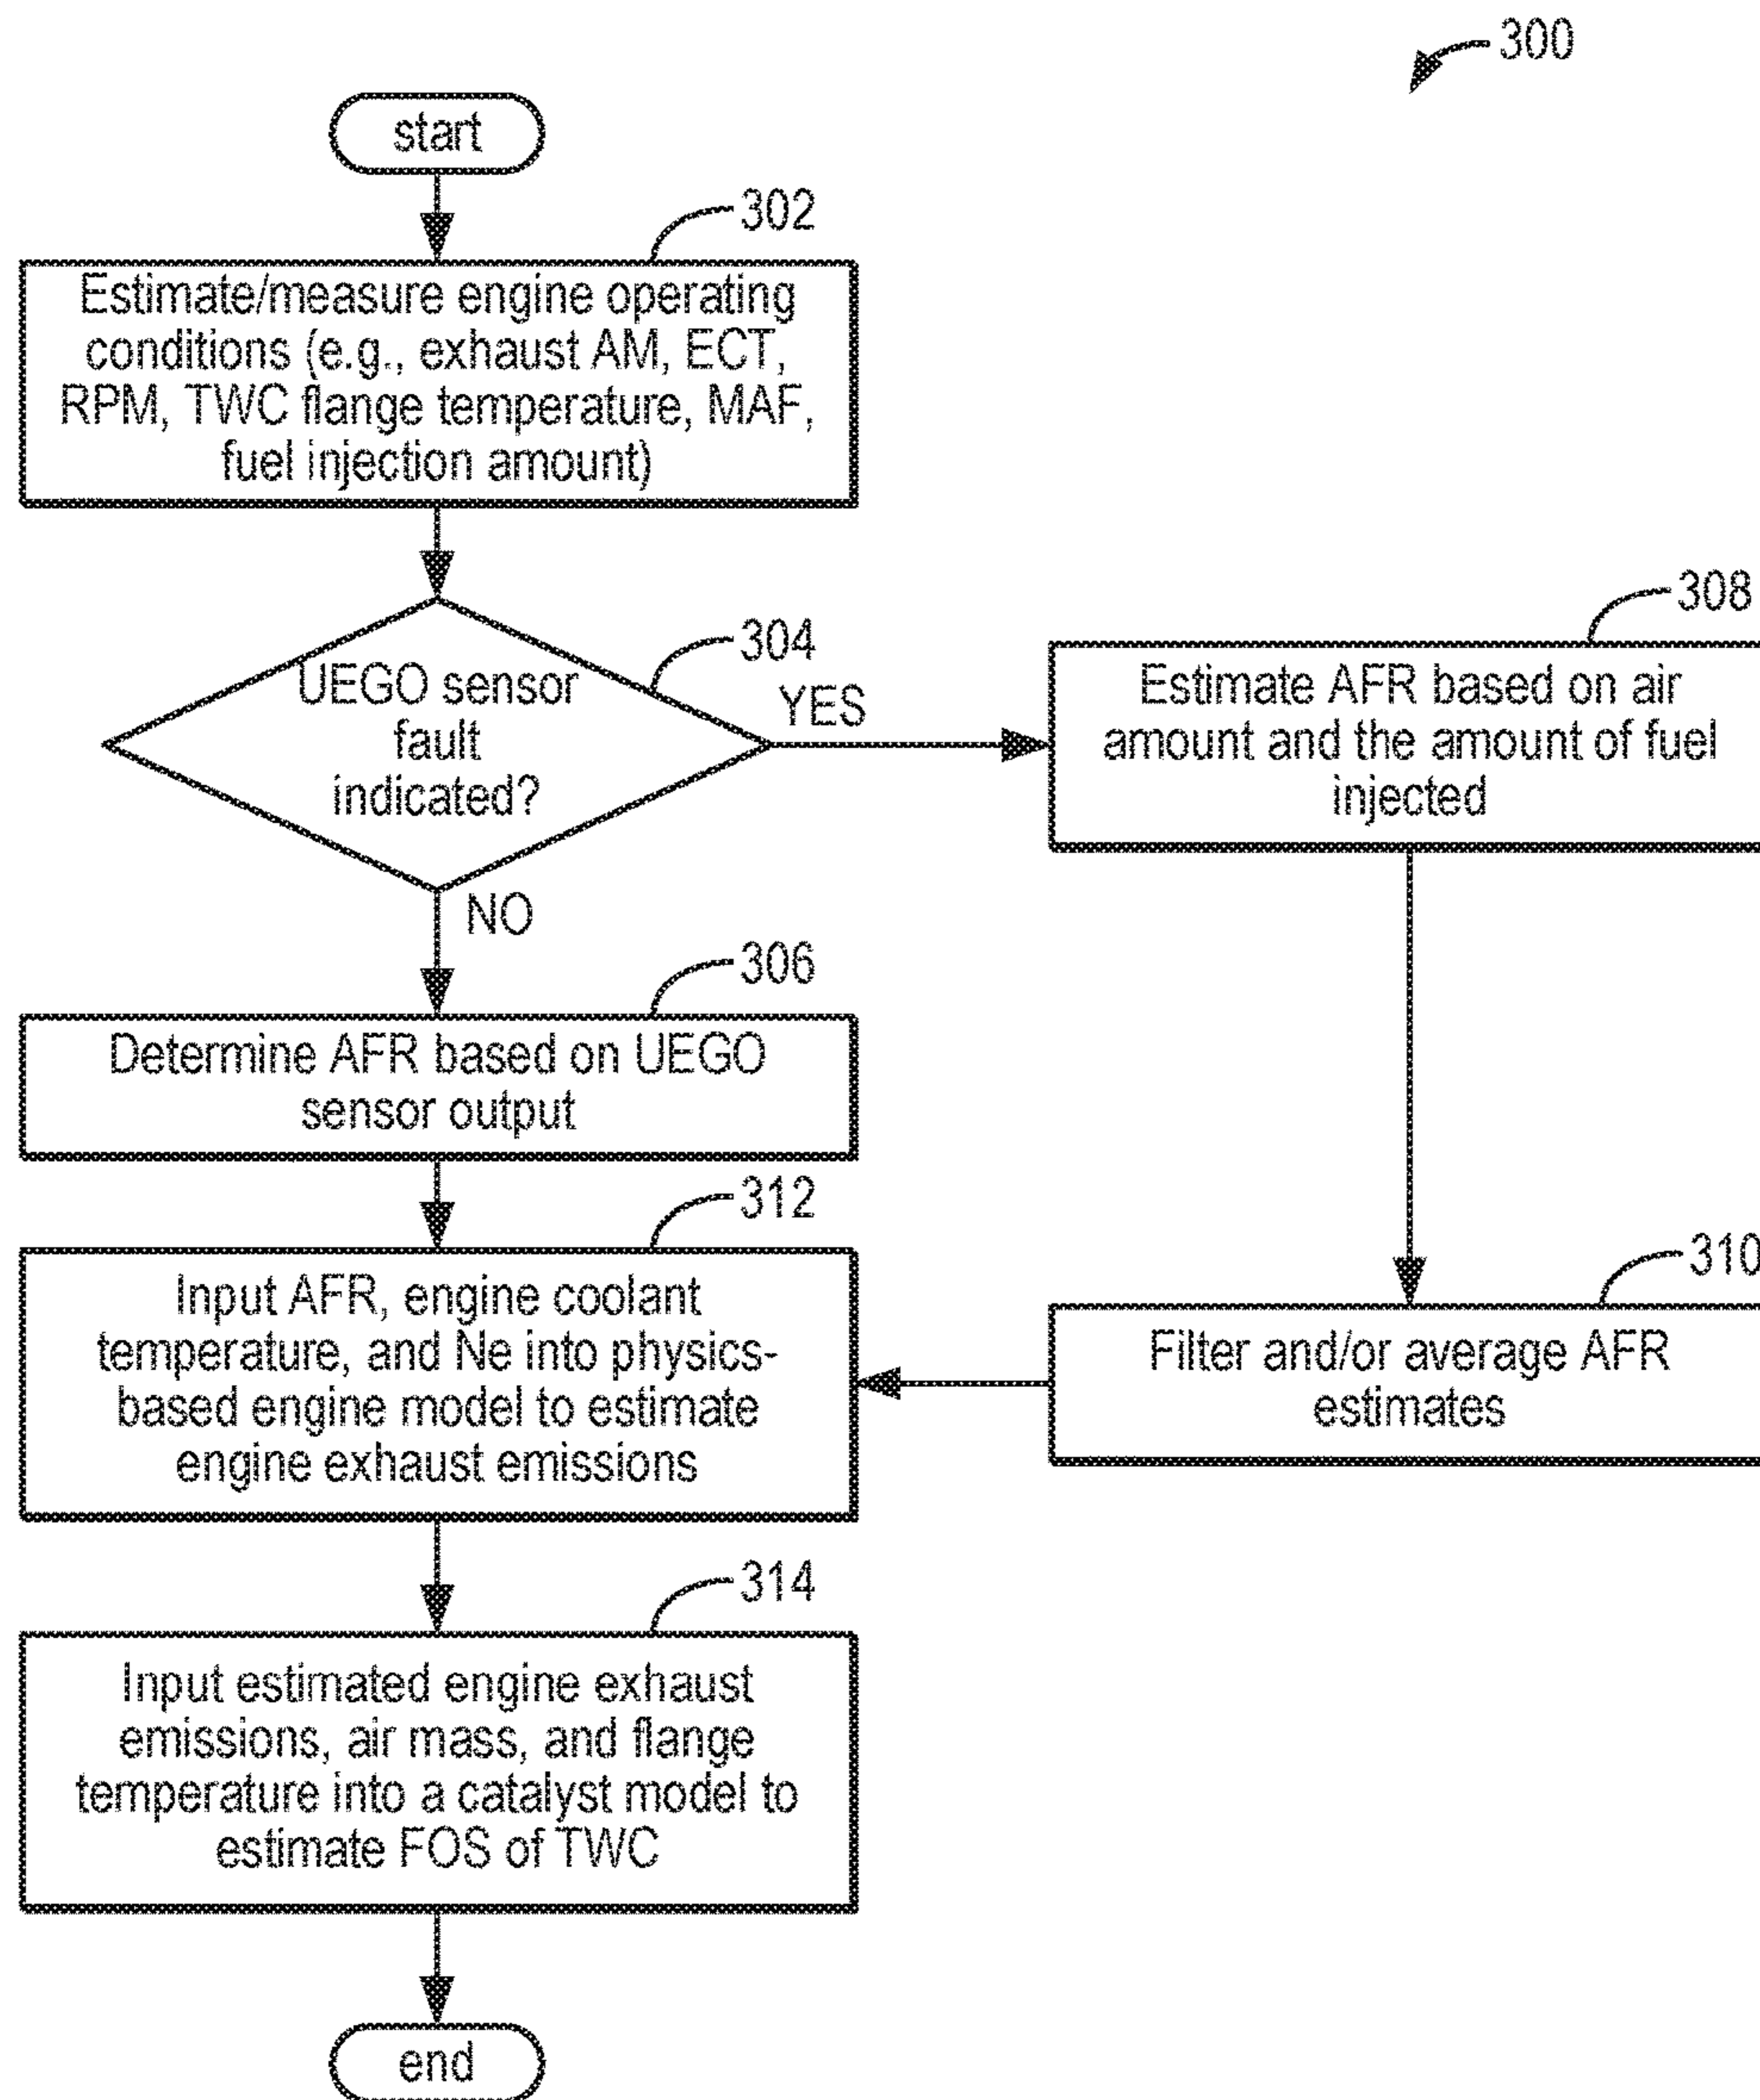 300
start
302
Estimate/measure engine operating
conditions (e.g., exhaust AM, ECT,
RPM, TWC flange temperature, MAF,
fuel injection amount)
304
UEGO sensor
fault
indicated?
YES
NO
308
Estimate AFR based on air
amount and the amount of fuel
injected
306
Determine AFR based on UEGO
sensor output
310
Filter and/or average AFR
estimates
312
Input AFR, engine coolant
temperature, and Ne into physics-
based engine model to estimate
engine exhaust emissions
314
Input estimated engine exhaust
emissions, air mass, and flange
temperature into a catalyst model to
estimate FOS of TWC
end